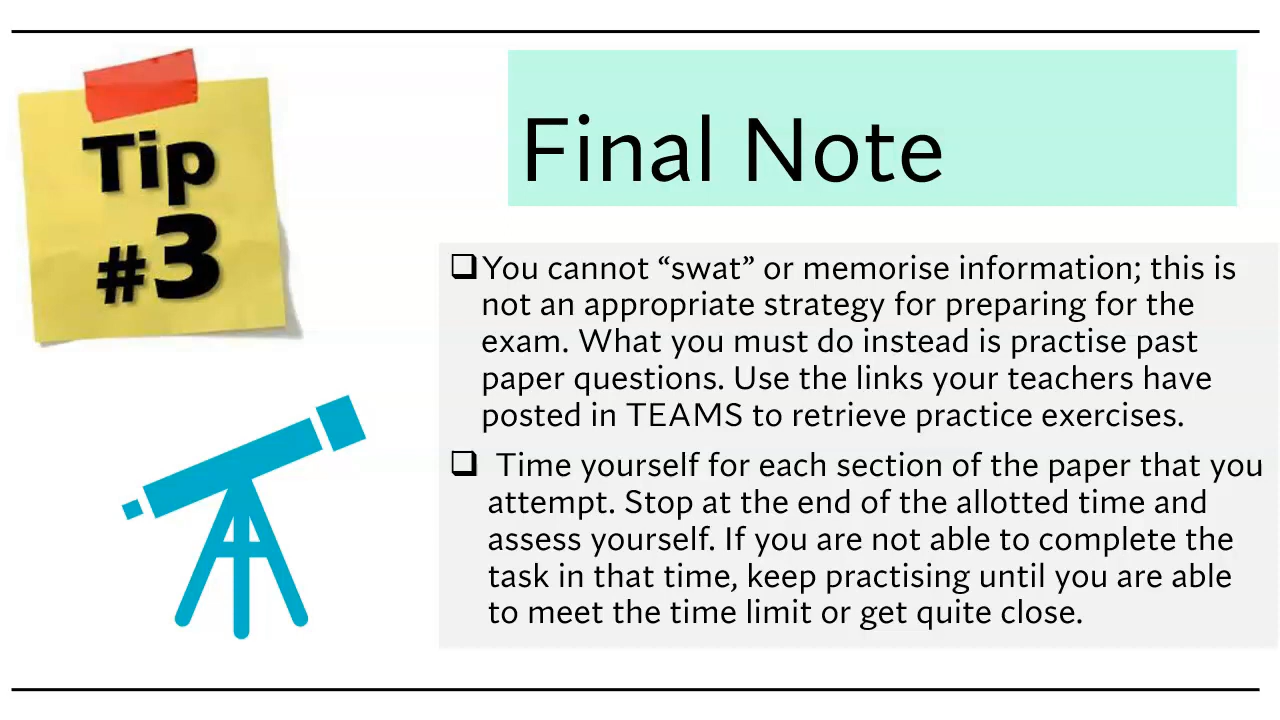 Tip
#3
Final Note
❑You cannot “swat” or memorise information; this is
not an appropriate strategy for preparing for the
exam. What you must do instead is practise past
paper questions. Use the links your teachers have
posted in TEAMS to retrieve practice exercises.
❑ Time yourself for each section of the paper that you
attempt. Stop at the end of the allotted time and
assess yourself. If you are not able to complete the
task in that time, keep practising until you are able
to meet the time limit or get quite close.